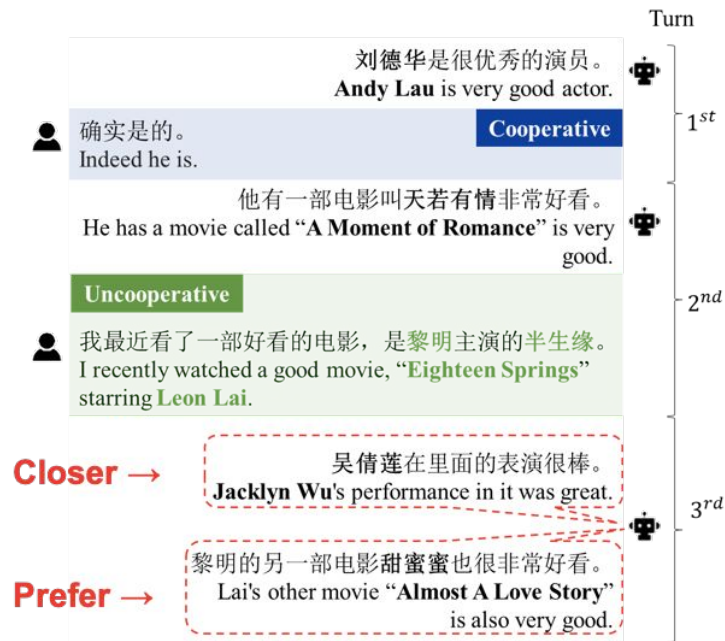 Turn
刘德华是很优秀的演员。
Andy Lau is very good actor.
1st
确实是的。
Cooperative
Indeed he is.
他有一部电影叫天若有情非常好看。
He has a movie called “A Moment of Romance” is very
good.
Uncooperative
2nd
我最近看了一部好看的电影，是黎明主演的半生缘。
I recently watched a good movie, “Eighteen Springs”
starring Leon Lai.
Closer →
吴倩莲在里面的表演很棒。
Jacklyn Wu's performance in it was great.
3rd
Prefer →
黎明的另一部电影甜蜜蜜也很非常好看。
Lai's other movie “Almost A Love Story”
is also very good.